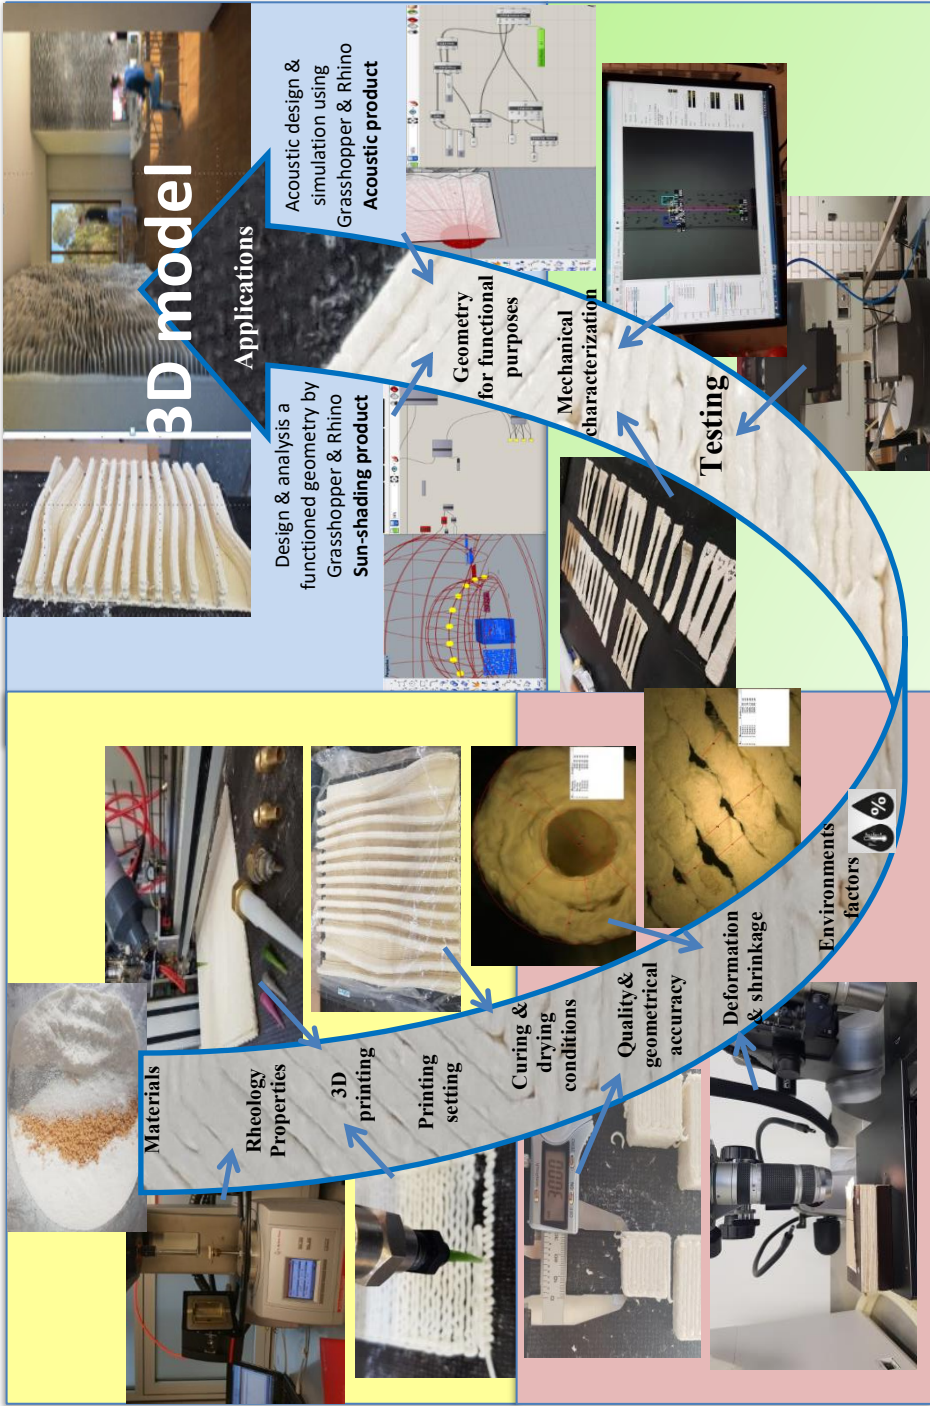 Materials
Rheology
Properties
3D
printing
Printing
setting
Curing &
drying
conditions
Quality&
geometrical
accuracy
Deformation
& shrinkage
Environments
factors
%
Testing
Mechanical
characterization
Geometry
for functional
purposes
Applications
3D model
Design & analysis a
functioned geometry by
Grasshopper & Rhino
Sun-shading product
Acoustic design &
simulation using
Grasshopper & Rhino
Acoustic product
30.00
C